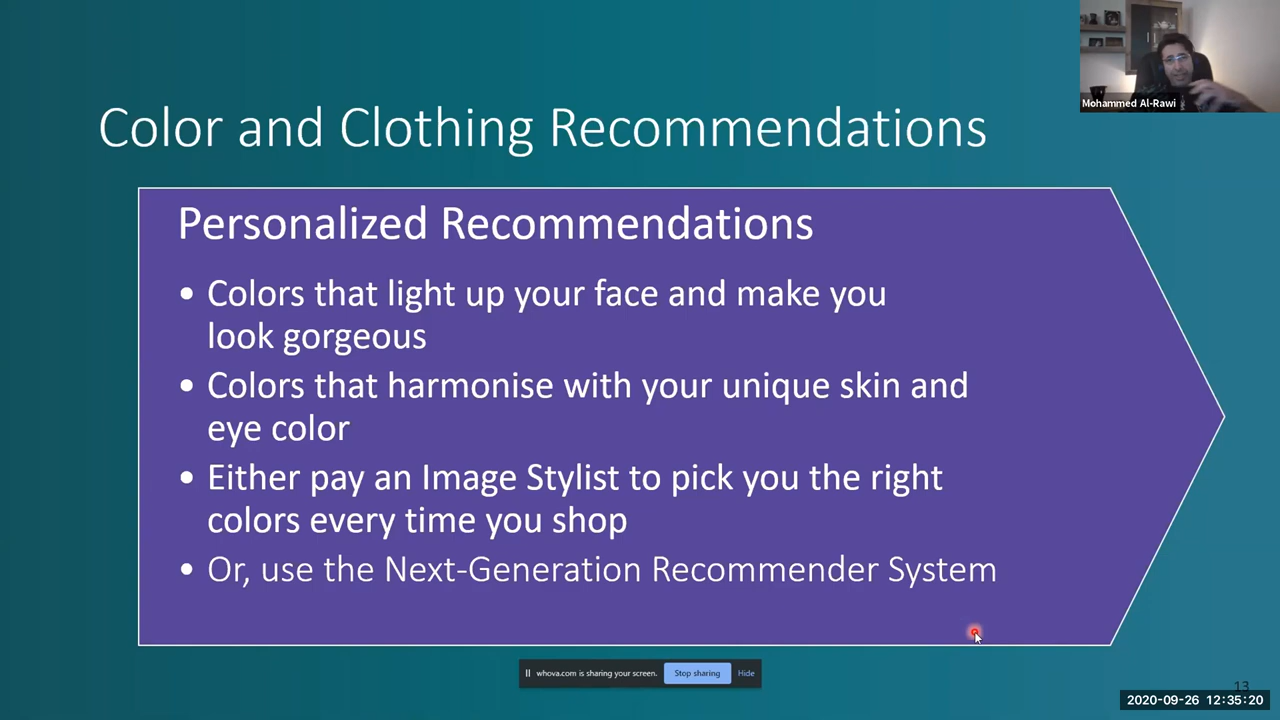 Mohammed Al-Rawi
Color and Clothing Recommendations
Personalized Recommendations
• Colors that light up your face and make you
look gorgeous
• Colors that harmonise with your unique skin and
eye color
• Either pay an Image Stylist to pick you the right
colors every time you shop
• Or, use the Next-Generation Recommender System
whova.com is sharing your screen. Stop sharing Hide
13
2020-09-26 12:35:20